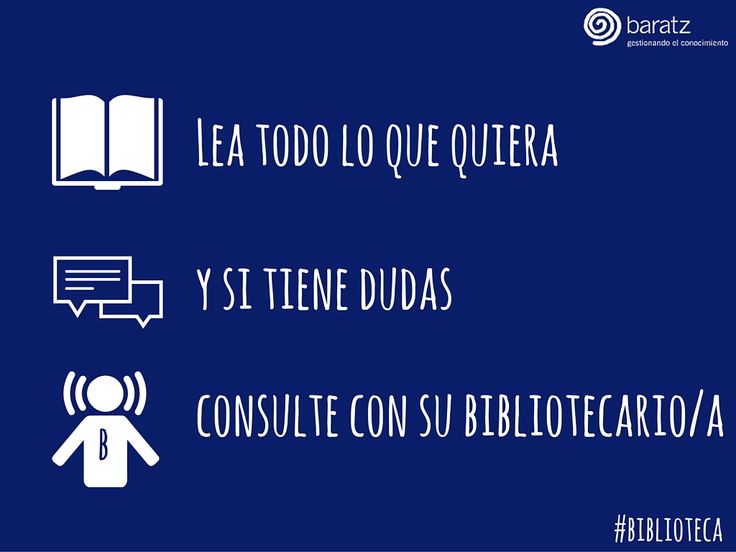 baratz
gestionando el conocimiento
LEA TODO LO QUE QUIERA
Y SI TIENE DUDAS
CONSULTE CON SU BIBLIOTECARIO/A
B
#BIBLIOTECA